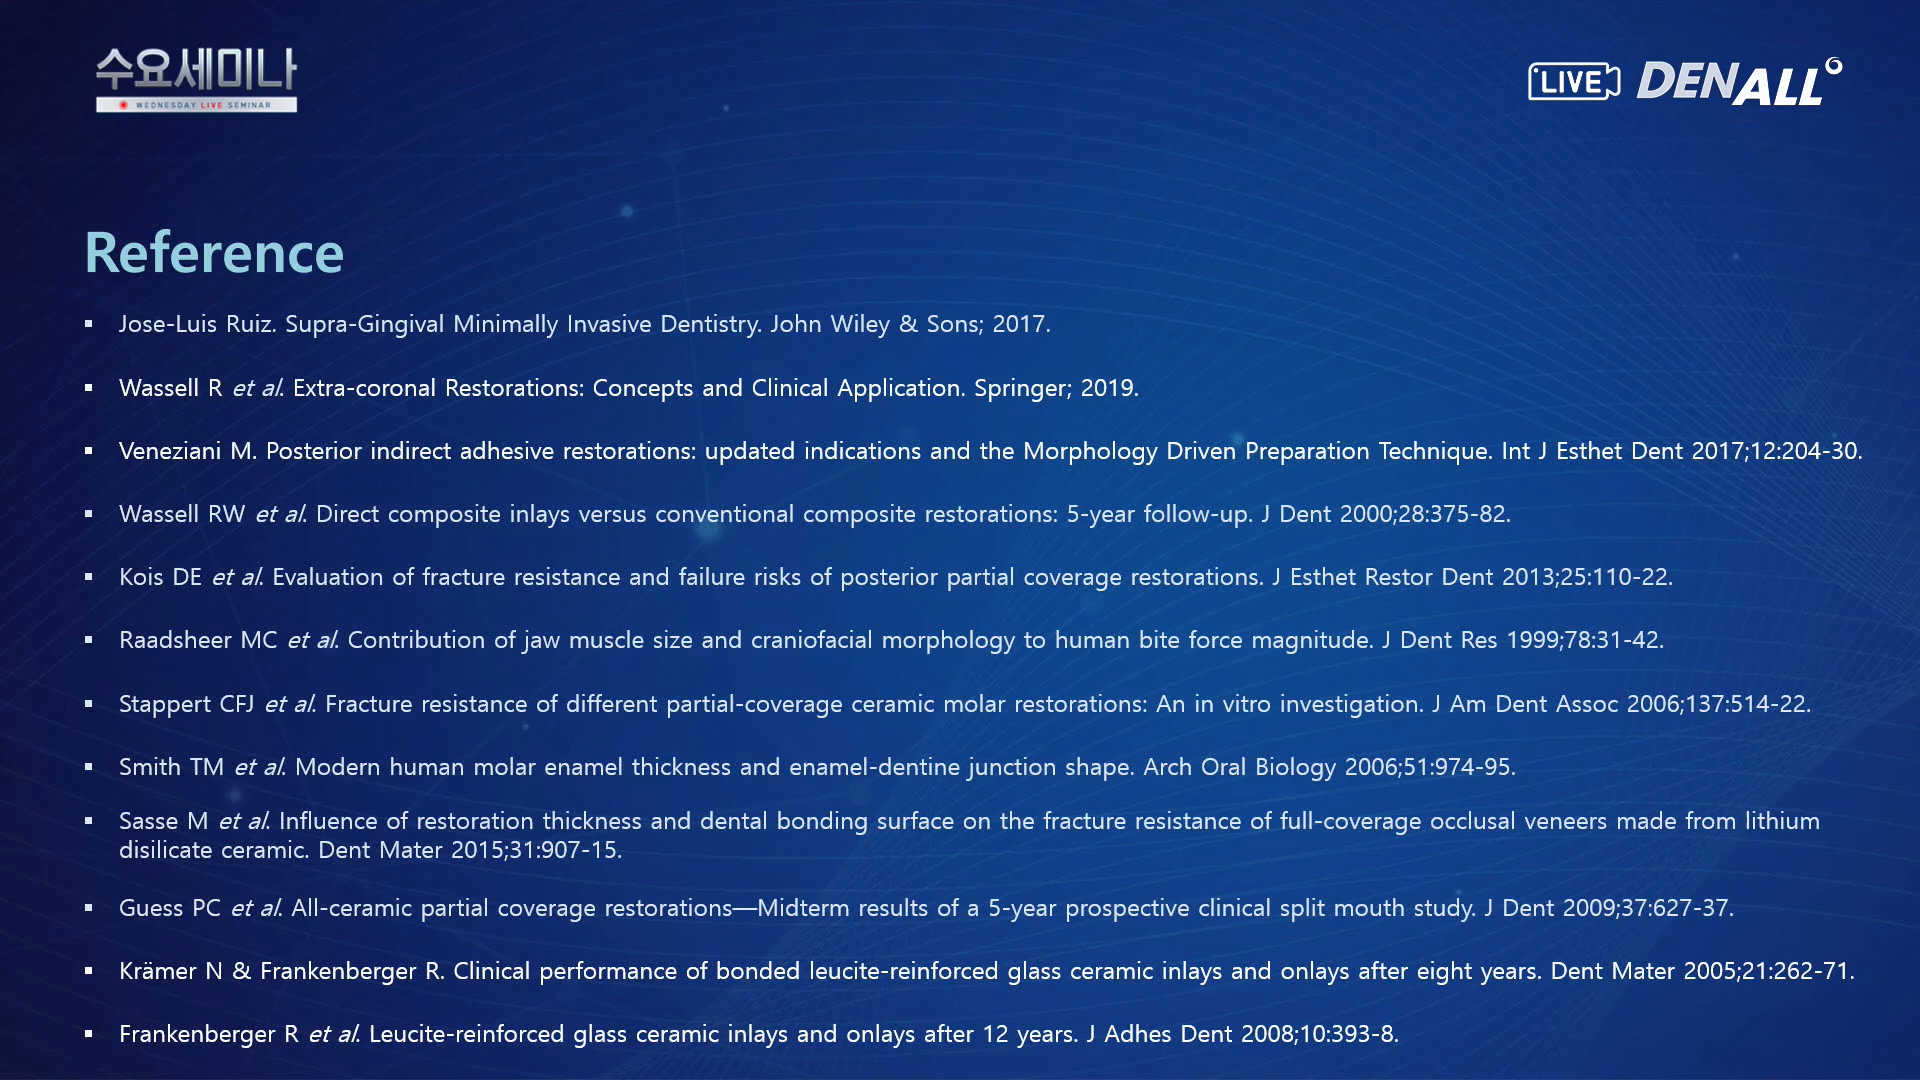 수요세미나
WEDNESDAY LIVE SEMINAR
LIVE DENALL
Reference
▪ Jose-Luis Ruiz. Supra-Gingival Minimally Invasive Dentistry. John Wiley & Sons; 2017.
▪ Wassell R et al. Extra-coronal Restorations: Concepts and Clinical Application. Springer; 2019.
▪ Veneziani M. Posterior indirect adhesive restorations: updated indications and the Morphology Driven Preparation Technique. Int J Esthet Dent 2017;12:204-30.
▪ Wassell RW et al. Direct composite inlays versus conventional composite restorations: 5-year follow-up. J Dent 2000;28:375-82.
▪ Kois DE et al. Evaluation of fracture resistance and failure risks of posterior partial coverage restorations. J Esthet Restor Dent 2013;25:110-22.
▪ Raadsheer MC et al. Contribution of jaw muscle size and craniofacial morphology to human bite force magnitude. J Dent Res 1999;78:31-42.
▪ Stappert CFJ et al. Fracture resistance of different partial-coverage ceramic molar restorations: An in vitro investigation. J Am Dent Assoc 2006;137:514-22.
▪ Smith TM et al. Modern human molar enamel thickness and enamel-dentine junction shape. Arch Oral Biology 2006;51:974-95.
▪ Sasse M et al. Influence of restoration thickness and dental bonding surface on the fracture resistance of full-coverage occlusal veneers made from lithium
disilicate ceramic. Dent Mater 2015;31:907-15.
▪ Guess PC et al. All-ceramic partial coverage restorations—Midterm results of a 5-year prospective clinical split mouth study. J Dent 2009;37:627-37.
▪ Krämer N & Frankenberger R. Clinical performance of bonded leucite-reinforced glass ceramic inlays and onlays after eight years. Dent Mater 2005;21:262-71.
▪ Frankenberger R et al. Leucite-reinforced glass ceramic inlays and onlays after 12 years. J Adhes Dent 2008;10:393-8.